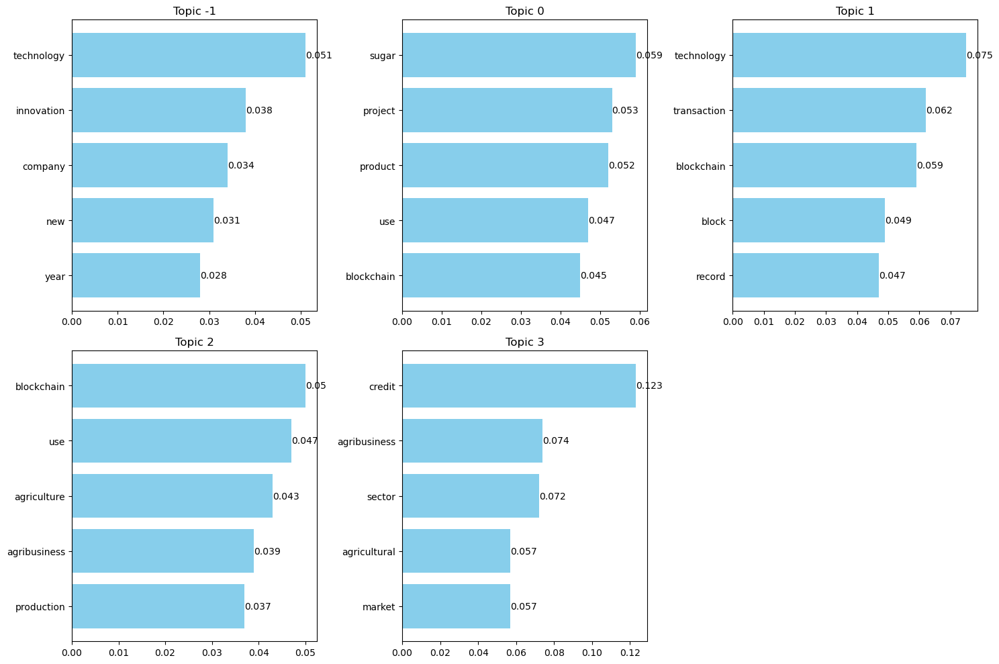 Topic -1
technology
0.051
innovation
0.038
company
0.034
new
0.031
year
0.028
0.00 0.01 0.02 0.03 0.04 0.05
Topic 0
sugar
0.059
project
0.053
product
0.052
use
0.047
blockchain
0.045
0.00 0.01 0.02 0.03 0.04 0.05 0.06
Topic 1
technology
0.075
transaction
0.062
blockchain
0.059
block
0.049
record
0.047
0.00 0.01 0.02 0.03 0.04 0.05 0.06 0.07
Topic 2
blockchain
0.05
use
0.047
agriculture
0.043
agribusiness
0.039
production
0.037
0.00 0.01 0.02 0.03 0.04 0.05
Topic 3
credit
0.123
agribusiness
0.074
sector
0.072
agricultural
0.057
market
0.057
0.00 0.02 0.04 0.06 0.08 0.10 0.12